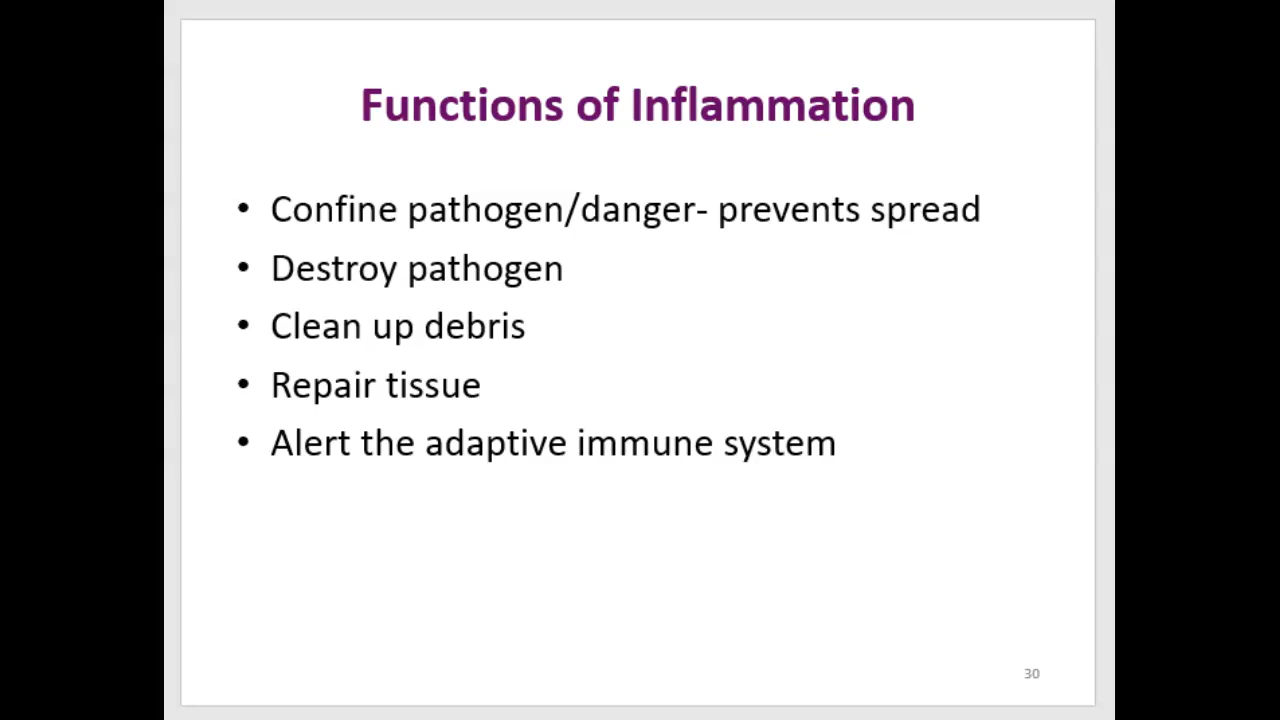 Functions of Inflammation
• Confine pathogen/danger- prevents spread
• Destroy pathogen
• Clean up debris
• Repair tissue
• Alert the adaptive immune system
30